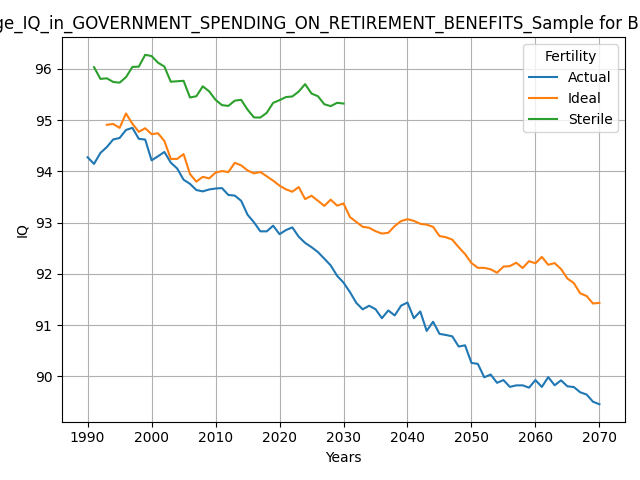 ge_IQ_in_GOVERNMENT_SPENDING_ON_RETIREMENT_BENEFITS_Sample for B
Fertility
Actual
Ideal
Sterile
IQ
96
95
94
93
92
91
90
1990 2000 2010 2020 2030 2040 2050 2060 2070
Years